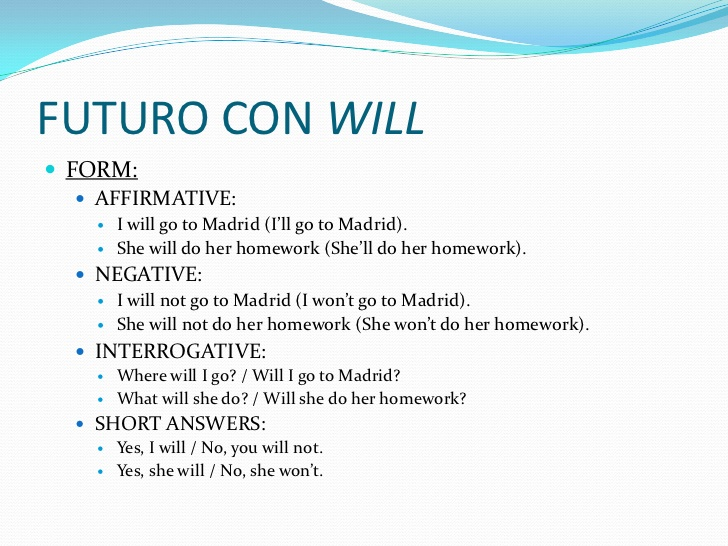 FUTURO CON WILL
• FORM:
• AFFIRMATIVE:
• I will go to Madrid (I’ll go to Madrid).
• She will do her homework (She’ll do her homework).
• NEGATIVE:
• I will not go to Madrid (I won’t go to Madrid).
• She will not do her homework (She won’t do her homework).
• INTERROGATIVE:
• Where will I go? / Will I go to Madrid?
• What will she do? / Will she do her homework?
• SHORT ANSWERS:
• Yes, I will / No, you will not.
• Yes, she will / No, she won’t.